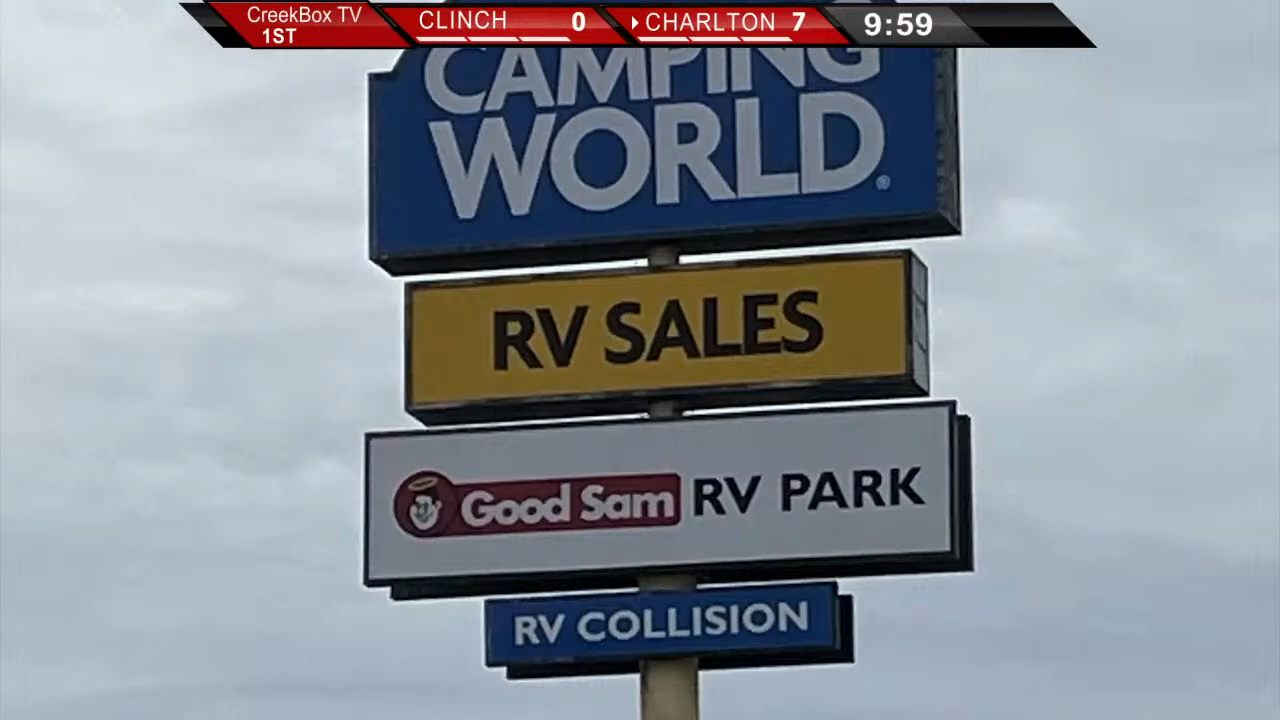 CreekBox TV
1ST
CLINCH 0
CHARLTON 7
9:59
CAMPING
WORLD®
RV SALES
Good Sam RV PARK
RV COLLISION